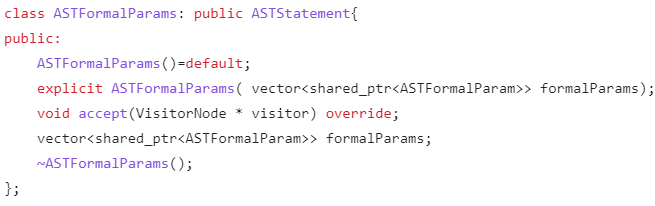 class ASTFormalParams: public ASTStatement{
public:
    ASTFormalParams()=default;
    explicit ASTFormalParams( vector<shared_ptr<ASTFormalParam>> formalParams);
    void accept(VisitorNode * visitor) override;
    vector<shared_ptr<ASTFormalParam>> formalParams;
    ~ASTFormalParams();
};